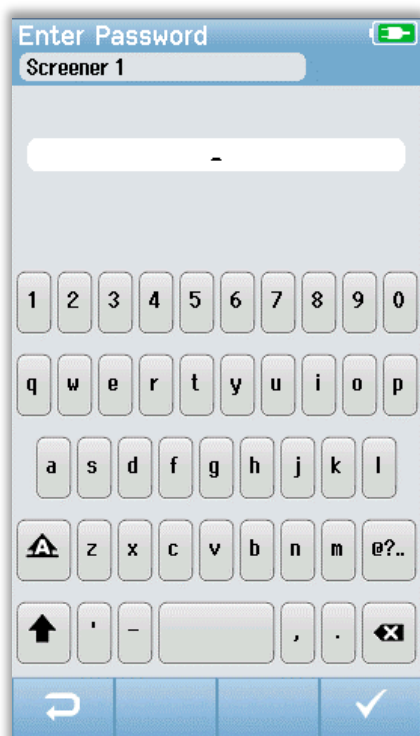 Enter Password
Screener 1
-
1 2 3 4 5 6 7 8 9 0
q w e r t y u i o p
a s d f g h j k l
A z x c v b n m @?..
' - , .